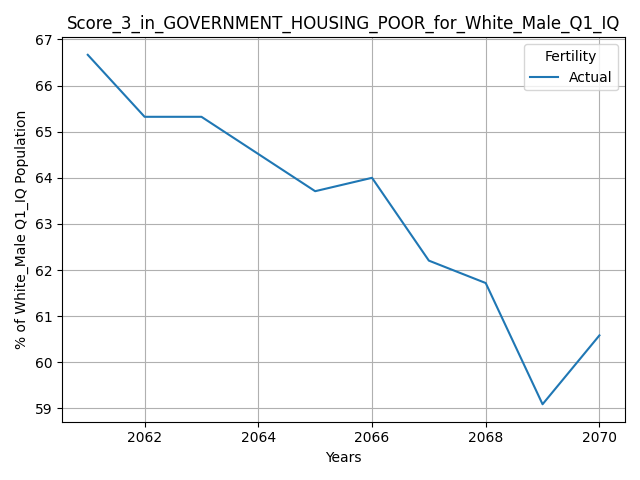 Score_3_in_GOVERNMENT_HOUSING_POOR_for_White_Male_Q1_IQ
Fertility
Actual
% of White_Male Q1_IQ Population
67
66
65
64
63
62
61
60
59
2062
2064
2066
2068
2070
Years